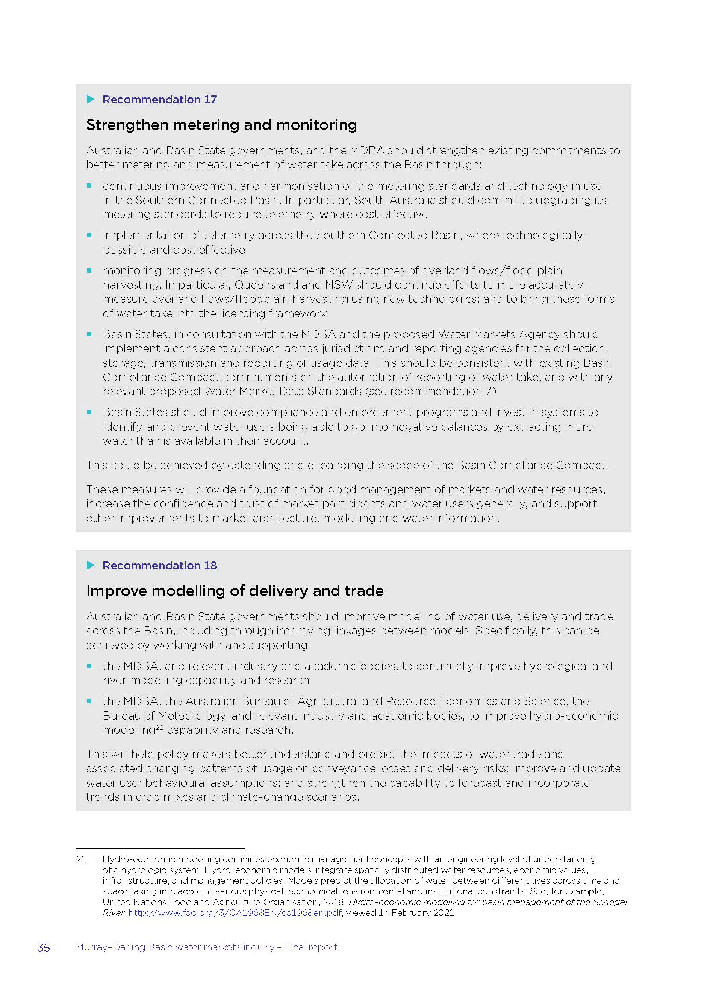 Recommendation 17
Strengthen metering and monitoring
Australian and Basin State governments, and the MDBA should strengthen existing commitments to
better metering and measurement of water take across the Basin through:
continuous improvement and harmonisation of the metering standards and technology in use
in the Southern Connected Basin. In particular, South Australia should commit to upgrading its
metering standards to require telemetry where cost effective
implementation of telemetry across the Southern Connected Basin, where technologically
possible and cost effective
monitoring progress on the measurement and outcomes of overland flows/flood plain
harvesting. In particular, Queensland and NSW should continue efforts to more accurately
measure overland flows/floodplain harvesting using new technologies; and to bring these forms
of water take into the licensing framework
Basin States, in consultation with the MDBA and the proposed Water Markets Agency should
implement a consistent approach across jurisdictions and reporting agencies for the collection,
storage, transmission and reporting of usage data. This should be consistent with existing Basin
Compliance Compact commitments on the automation of reporting of water take, and with any
relevant proposed Water Market Data Standards (see recommendation 7)
Basin States should improve compliance and enforcement programs and invest in systems to
identify and prevent water users being able to go into negative balances by extracting more
water than is available in their account.
This could be achieved by extending and expanding the scope of the Basin Compliance Compact.
These measures will provide a foundation for good management of markets and water resources,
increase the confidence and trust of market participants and water users generally, and support
other improvements to market architecture, modelling and water information.
Recommendation 18
Improve modelling of delivery and trade
Australian and Basin State governments should improve modelling of water use, delivery and trade
across the Basin, including through improving linkages between models. Specifically, this can be
achieved by working with and supporting:
the MDBA, and relevant industry and academic bodies, to continually improve hydrological and
river modelling capability and research
the MDBA, the Australian Bureau of Agricultural and Resource Economics and Science, the
Bureau of Meteorology, and relevant industry and academic bodies, to improve hydro-economic
modelling21 capability and research.
This will help policy makers better understand and predict the impacts of water trade and
associated changing patterns of usage on conveyance losses and delivery risks; improve and update
water user behavioural assumptions; and strengthen the capability to forecast and incorporate
trends in crop mixes and climate-change scenarios.
21 Hydro-economic modelling combines economic management concepts with an engineering level of understanding
of a hydrologic system. Hydro-economic models integrate spatially distributed water resources, economic values,
infra- structure, and management policies. Models predict the allocation of water between different uses across time and
space taking into account various physical, economical, environmental and institutional constraints. See, for example,
United Nations Food and Agriculture Organisation, 2018, Hydro-economic modelling for basin management of the Senegal
River, http://www.fao.org/3/CA1968EN/ca1968en.pdf, viewed 14 February 2021.
35 Murray–Darling Basin water markets inquiry – Final report